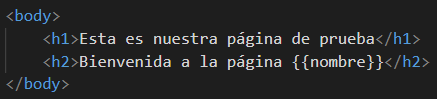 <body>
    <h1>Esta es nuestra página de prueba</h1>
    <h2>Bienvenida a la página {{nombre}}</h2>
</body>